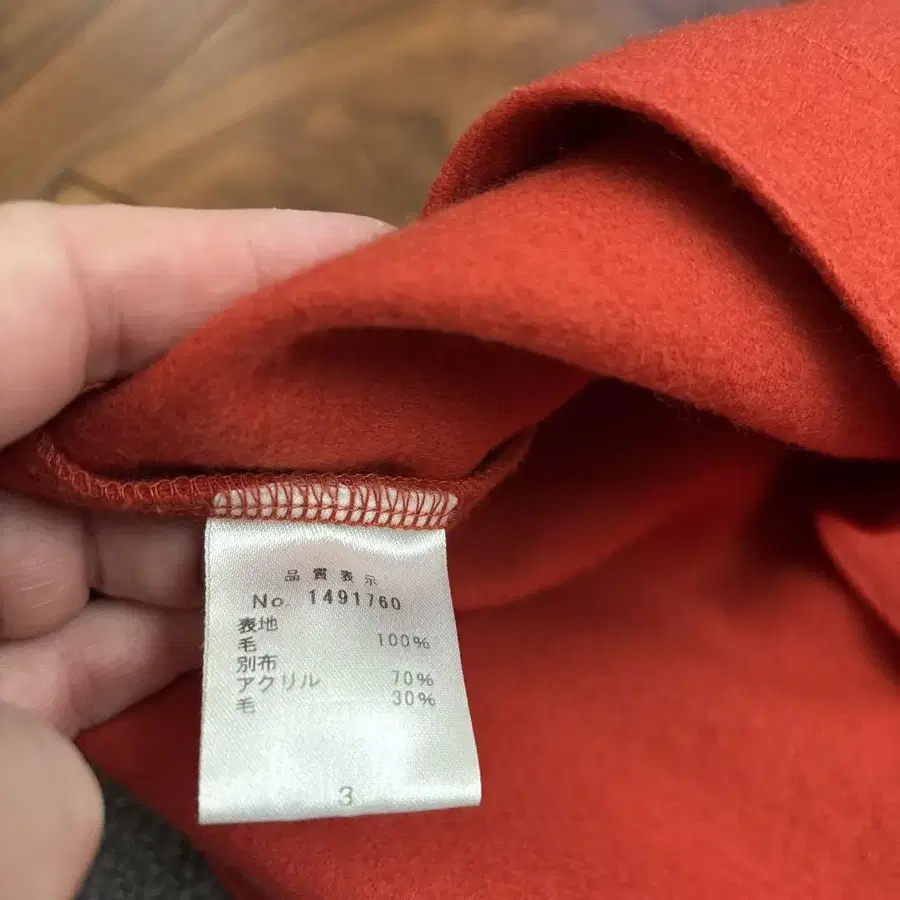 品質表示
No. 1491760
表地
毛 100%
別布
アクリル 70%
毛 30%
3